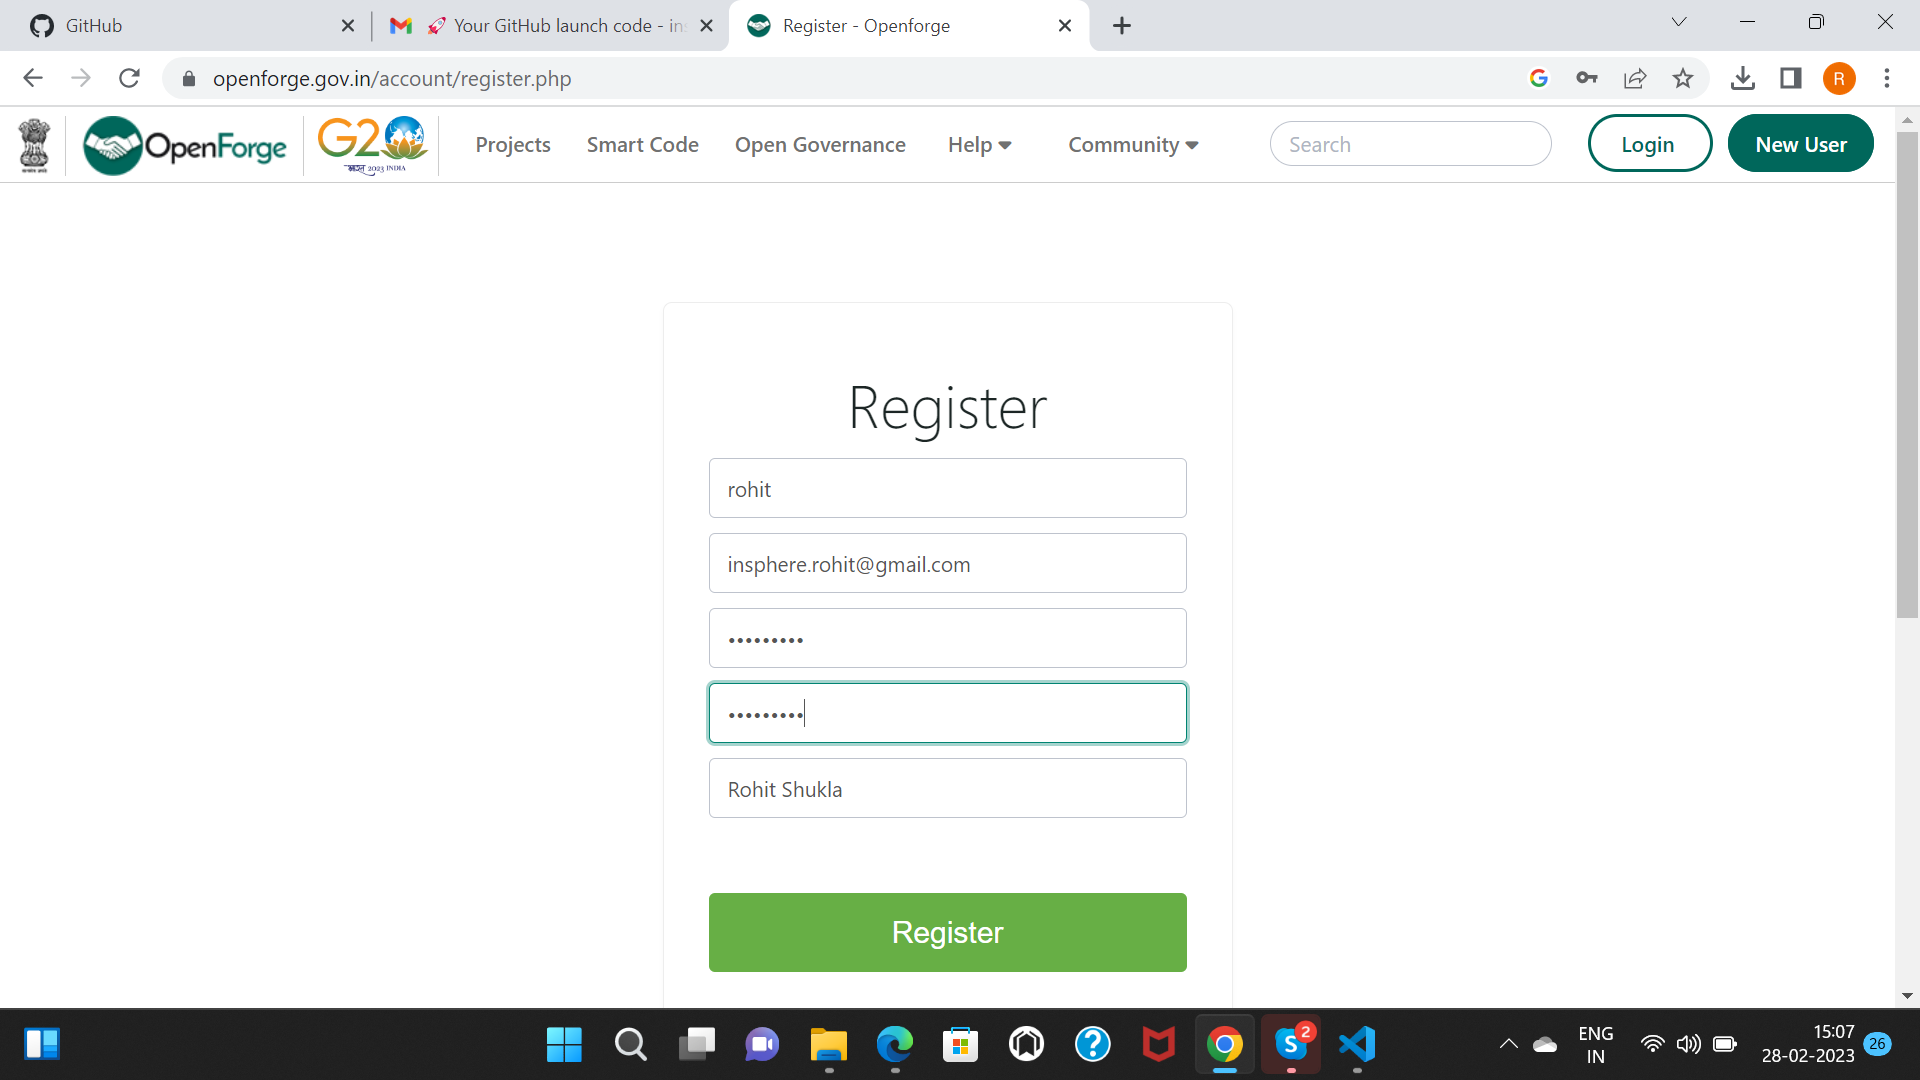 GitHub
🚀 Your GitHub launch code - ins
Register - Openforge
openforge.gov.in/account/register.php
R
OpenForge
G20
भारत 2023 INDIA
Projects
Smart Code
Open Governance
Help
Community
Search
Login
New User
Register
rohit
insphere.rohit@gmail.com
•••••••••
•••••••••
Rohit Shukla
Register
2
ENG
IN
15:07
28-02-2023
26